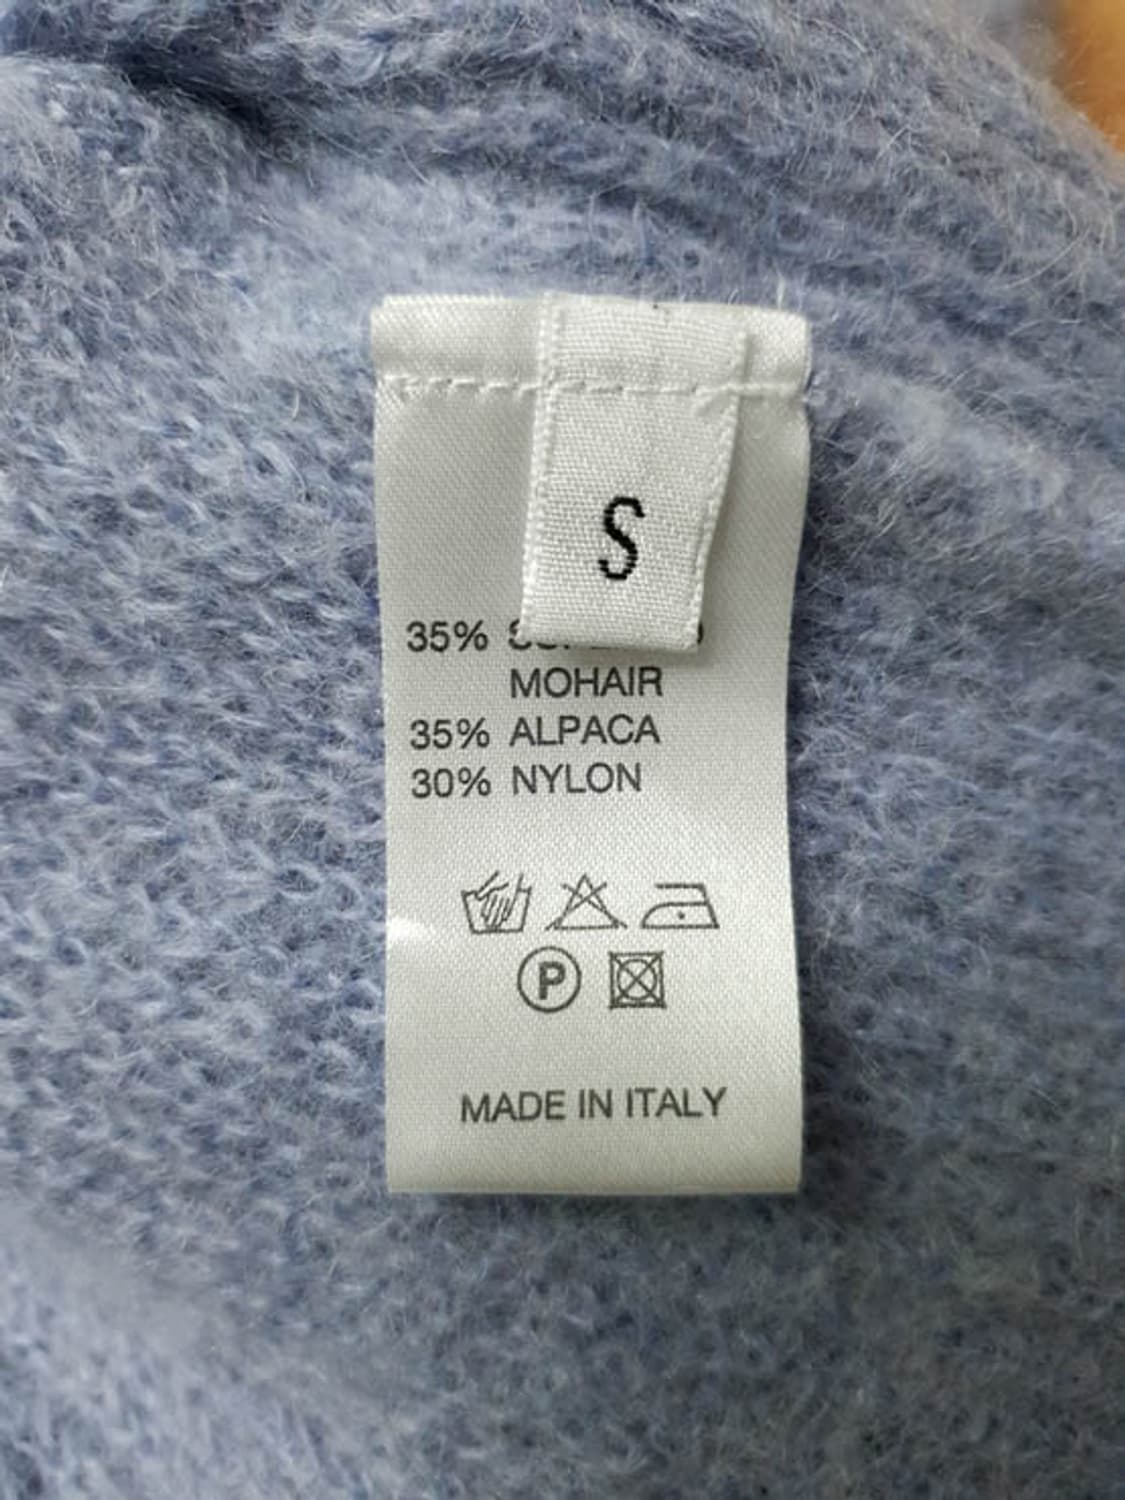 S
35%
MOHAIR
35% ALPACA
30% NYLON
P
MADE IN ITALY